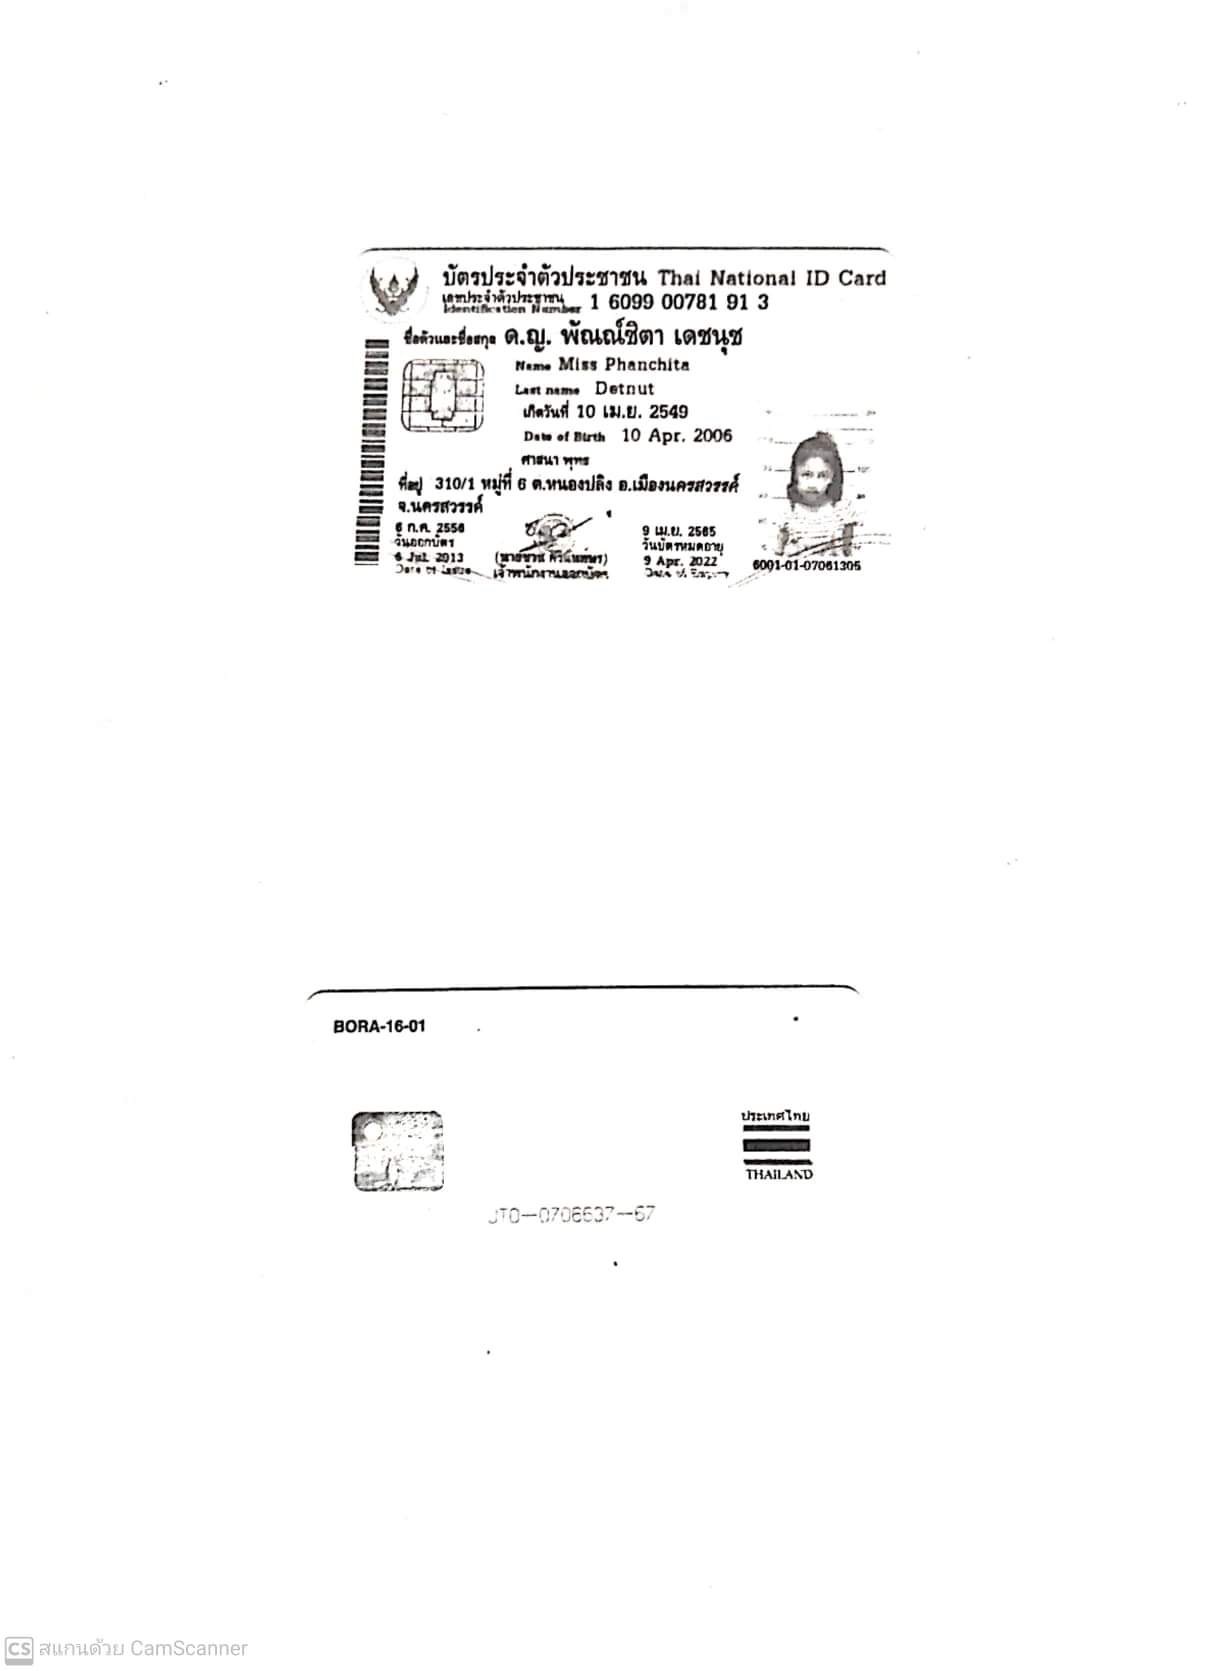 บัตรประจำตัวประชาชน Thai National ID Card
เลขประจำตัวประชาชน 1 6099 00781 91 3
Identification Number
ชื่อตัวและชื่อสกุล ด.ญ. พัณณ์ชิตา เดชนุช
Name Miss Phanchita
Last name Detnut
เกิดวันที่ 10 เม.ย. 2549
Date of Birth 10 Apr. 2006
ศาสนา พุทธ
ที่อยู่ 310/1 หมู่ที่ 6 ต.หนองปลิง อ.เมืองนครสวรรค์
จ.นครสวรรค์
6 ก.ค. 2556
วันออกบัตร
6 Jul. 2013
Date of Issue
เจ้าพนักงานออกบัตร
9 เม.ย. 2565
วันบัตรหมดอายุ
9 Apr. 2022
Date of Expiry
6001-01-07061305
BORA-16-01
ประเทศไทย
THAILAND
JT0-0706637-67
CS สแกนด้วย CamScanner